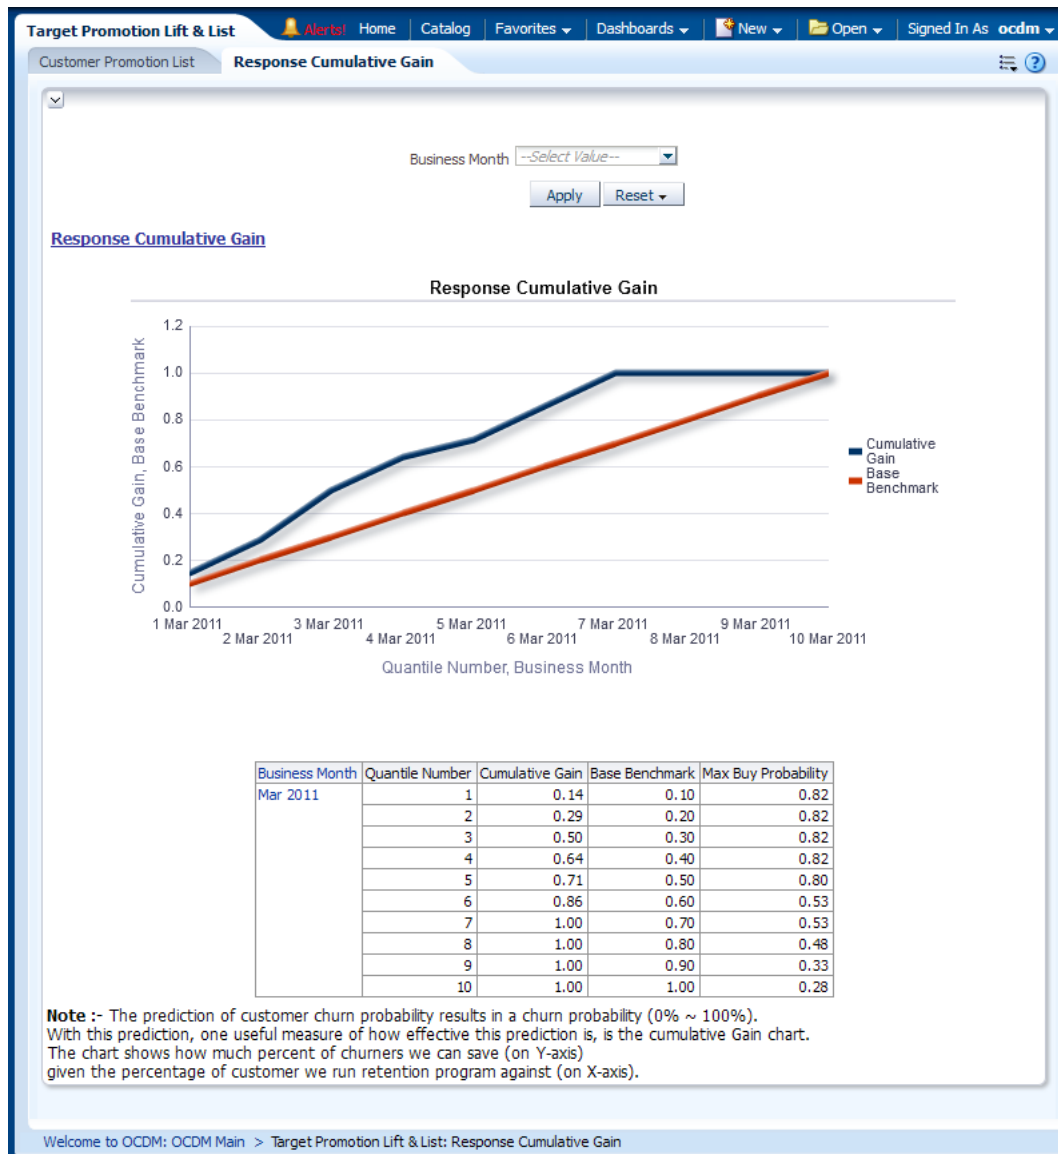 Target Promotion Lift & List Alerts! Home Catalog Favorites Dashboards New Open Signed In As ocdm
Customer Promotion List Response Cumulative Gain
Business Month --Select Value--
Apply Reset
Response Cumulative Gain
Response Cumulative Gain
Cumulative Gain, Base Benchmark
1.2
1.0
0.8
0.6
0.4
0.2
0.0
1 Mar 2011 3 Mar 2011 5 Mar 2011 7 Mar 2011 9 Mar 2011
2 Mar 2011 4 Mar 2011 6 Mar 2011 8 Mar 2011 10 Mar 2011
Quantile Number, Business Month
Cumulative
Gain
Base
Benchmark
Business Month Quantile Number Cumulative Gain Base Benchmark Max Buy Probability
Mar 2011 1 0.14 0.10 0.82
2 0.29 0.20 0.82
3 0.50 0.30 0.82
4 0.64 0.40 0.82
5 0.71 0.50 0.80
6 0.86 0.60 0.53
7 1.00 0.70 0.53
8 1.00 0.80 0.48
9 1.00 0.90 0.33
10 1.00 1.00 0.28
Note :- The prediction of customer churn probability results in a churn probability (0% ~ 100%).
With this prediction, one useful measure of how effective this prediction is, is the cumulative Gain chart.
The chart shows how much percent of churners we can save (on Y-axis)
given the percentage of customer we run retention program against (on X-axis).
Welcome to OCDM: OCDM Main > Target Promotion Lift & List: Response Cumulative Gain